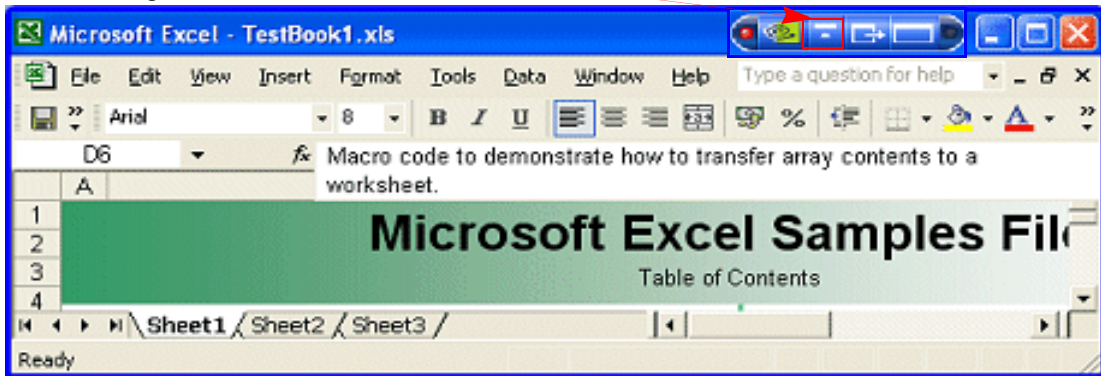 Microsoft Excel - TestBook1.xls
File Edit View Insert Format Tools Data Window Help Type a question for help
Arial 8 B I U %
D6 fx Macro code to demonstrate how to transfer array contents to a
worksheet.
A
1
2 Microsoft Excel Samples
3 Table of Contents
4
Sheet1 Sheet2 Sheet3
Ready